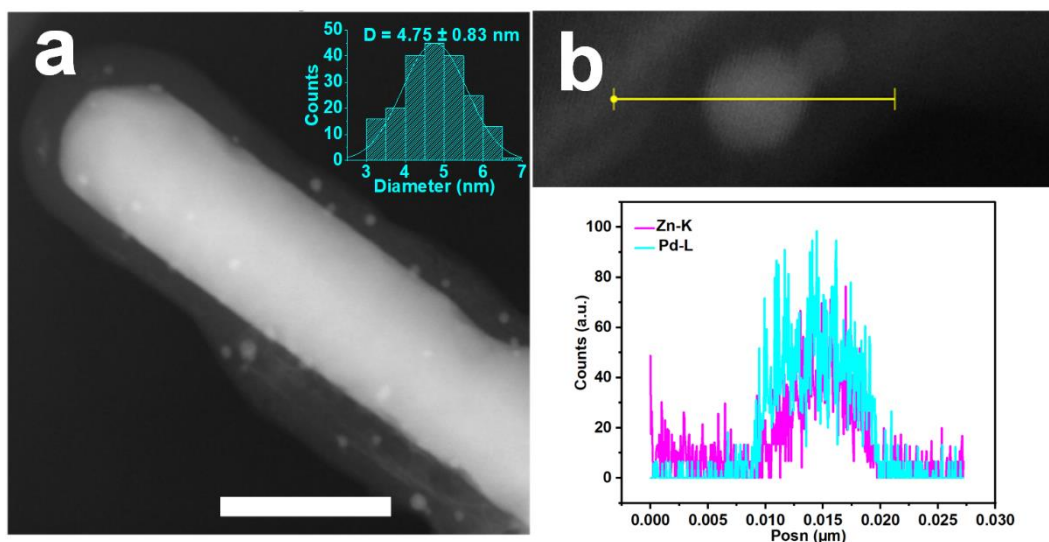 a
D = 4.75 ± 0.83 nm
50
40
30
20
10
0
Counts
3 4 5 6 7
Diameter (nm)
b
100
80
60
40
20
0
Counts (a.u.)
Zn-K
Pd-L
0.000 0.005 0.010 0.015 0.020 0.025 0.030
Posn (µm)